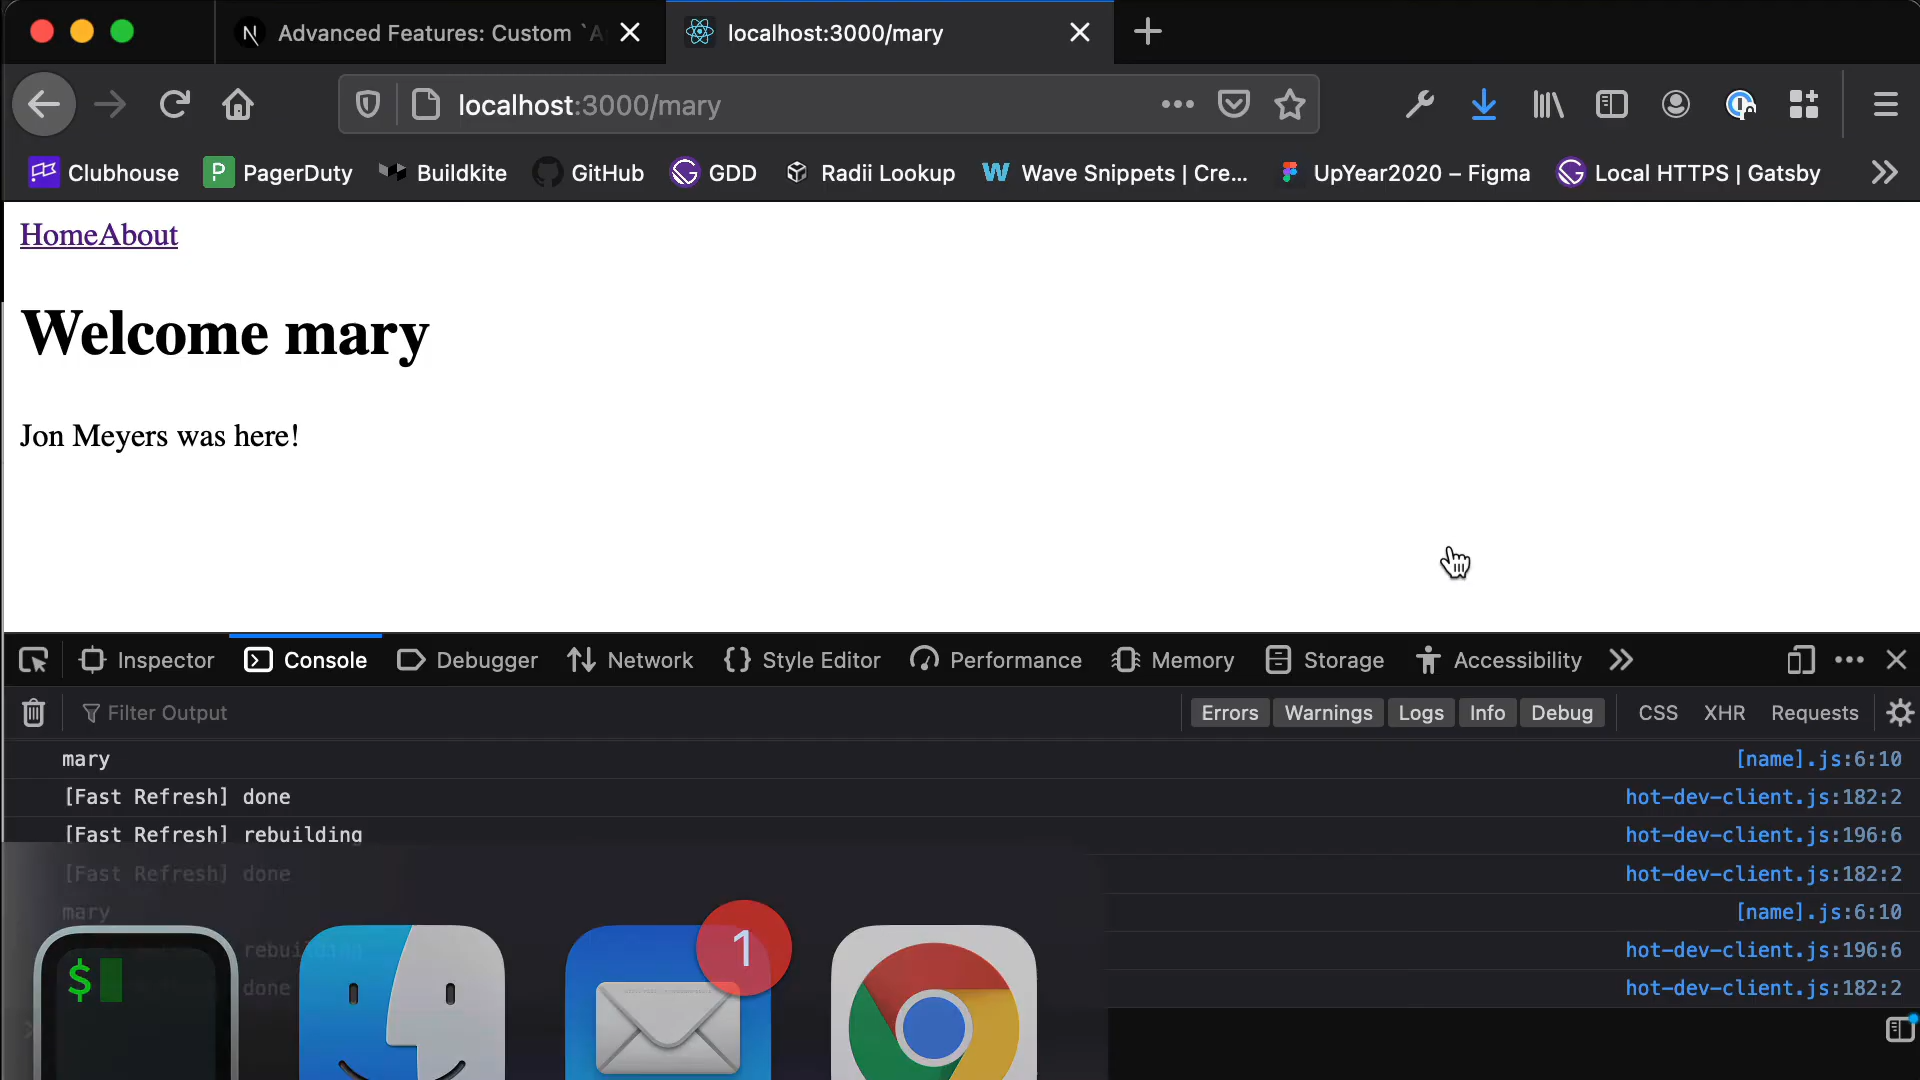 Advanced Features: Custom `A
localhost:3000/mary
localhost:3000/mary
Clubhouse PagerDuty Buildkite GitHub GDD Radii Lookup Wave Snippets | Cre... UpYear2020 – Figma Local HTTPS | Gatsby
HomeAbout
Welcome mary
Jon Meyers was here!
Inspector Console Debugger Network Style Editor Performance Memory Storage Accessibility
Filter Output Errors Warnings Logs Info Debug CSS XHR Requests
mary [name].js:6:10
[Fast Refresh] done hot-dev-client.js:182:2
[Fast Refresh] rebuilding hot-dev-client.js:196:6
[Fast Refresh] done hot-dev-client.js:182:2
mary [name].js:6:10
rebuilding hot-dev-client.js:196:6
done hot-dev-client.js:182:2
1
$